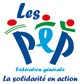 Les
PEP
Fédération générale
La solidarité en action